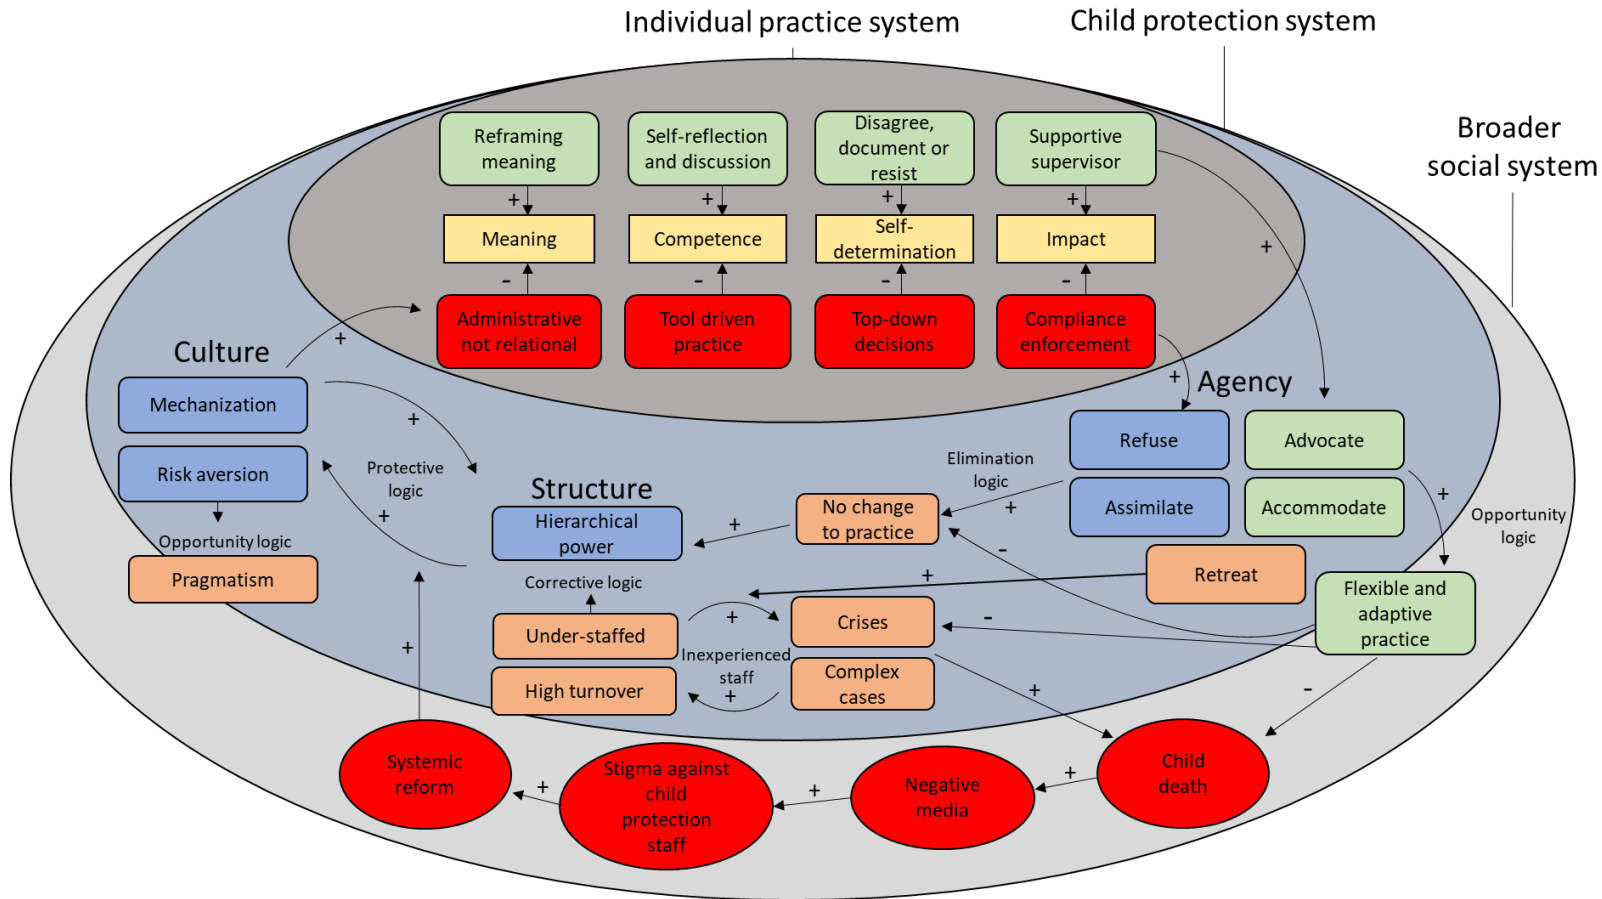 Individual practice system
Child protection system
Broader
social system
Reframing
meaning
Self-reflection
and discussion
Disagree,
document or
resist
Supportive
supervisor
+
+
+
+
Meaning
Competence
Self-
determination
Impact
+
-
-
-
-
Administrative
not relational
Tool driven
practice
Top-down
decisions
Compliance
enforcement
+
Culture
+
Agency
Mechanization
+
Refuse
Advocate
Risk aversion
Protective
logic
+
Elimination
logic
+
Assimilate
Accommodate
+
Opportunity
logic
Structure
Hierarchical
power
+
No change
to practice
-
Opportunity logic
Pragmatism
Corrective logic
+
Retreat
Flexible and
adaptive
practice
Under-staffed
+
Crises
-
+
Inexperienced
staff
+
High turnover
Complex
cases
+
-
Systemic
reform
+
Stigma against
child
protection
staff
+
Negative
media
+
Child
death